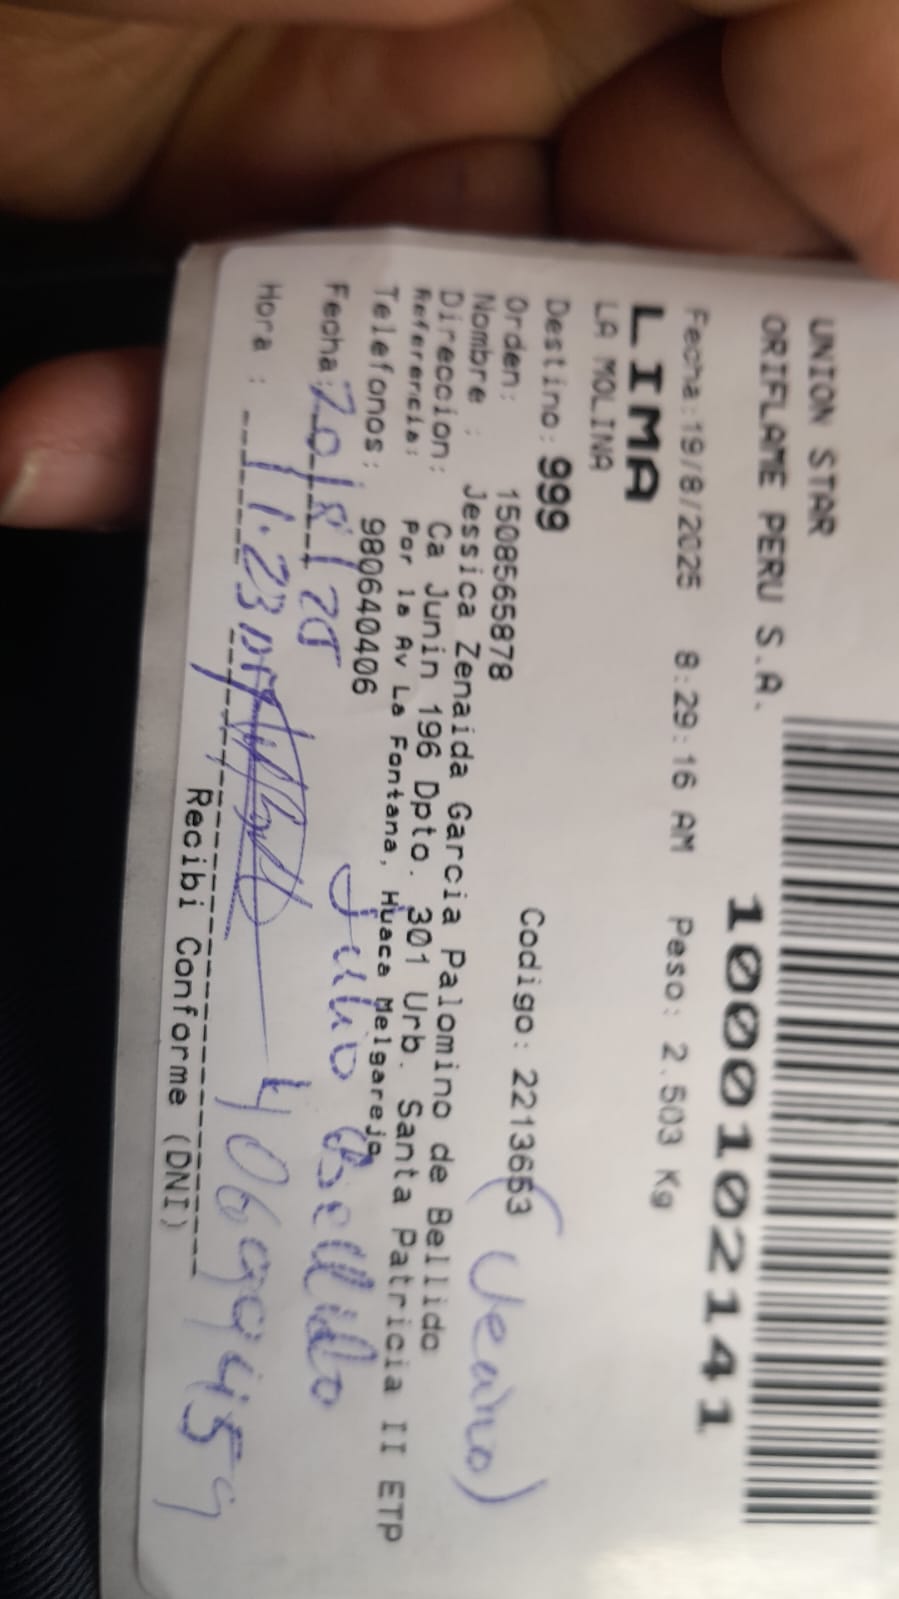 UNION STAR
ORIFLAME PERU S.A.
1000102141
Fecha:19/8/2025 8:29:16 AM Peso: 2.503 Kg
LIMA
LA MOLINA
Destino: 999
Codigo: 2213653 (Vecino)
Orden: 1508565878
Nombre : Jessica Zenaida Garcia Palomino de Bellido
Direccion: Ca Junin 196 Dpto. 301 Urb. Santa Patricia II ETP
Referencia: Por la Av La Fontana, Huaca Melgarejo
Telefonos: 980640406
Fecha: 20/8/25 Julio Bellido
Hora : 11:23 40699459
Recibi Conforme (DNI)